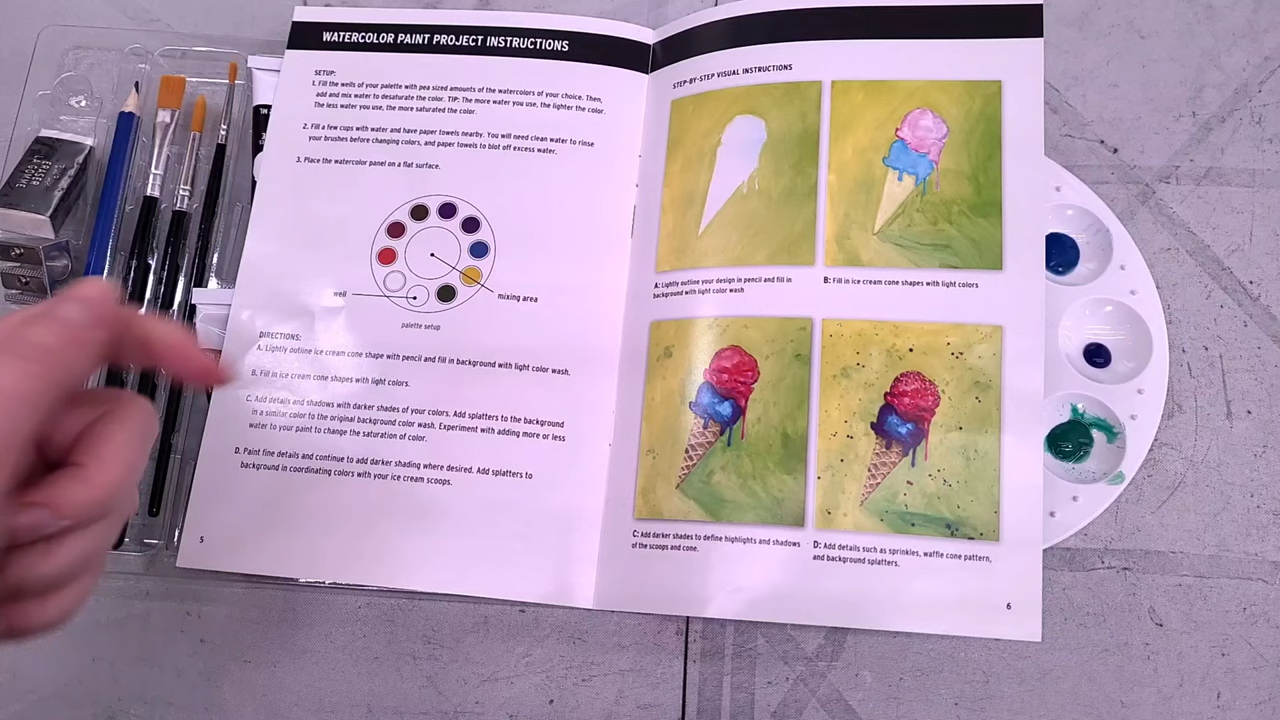 WATERCOLOR PAINT PROJECT INSTRUCTIONS
SETUP:
1. Fill the wells of your palette with pea sized amounts of the watercolors of your choice. Then,
add and mix water to desaturate the color. TIP: The more water you use, the lighter the color.
The less water you use, the more saturated the color.
2. Fill a few cups with water and have paper towels nearby. You will need clean water to rinse
your brushes before changing colors, and paper towels to blot off excess water.
3. Place the watercolor panel on a flat surface.
well
mixing area
palette setup
DIRECTIONS:
A. Lightly outline ice cream cone shape with pencil and fill in background with light color wash.
B. Fill in ice cream cone shapes with light colors.
C. Add details and shadows with darker shades of your colors. Add splatters to the background
in a similar color to the original background color wash. Experiment with adding more or less
water to your paint to change the saturation of color.
D. Paint fine details and continue to add darker shading where desired. Add splatters to
background in coordinating colors with your ice cream scoops.
5
STEP-BY-STEP VISUAL INSTRUCTIONS
A: Lightly outline your design in pencil and fill in
background with light color wash
B: Fill in ice cream cone shapes with light colors
C: Add darker shades to define highlights and shadows
of the scoops and cone.
D: Add details such as sprinkles, waffle cone pattern,
and background splatters.
6
ERASER
LA GOMME